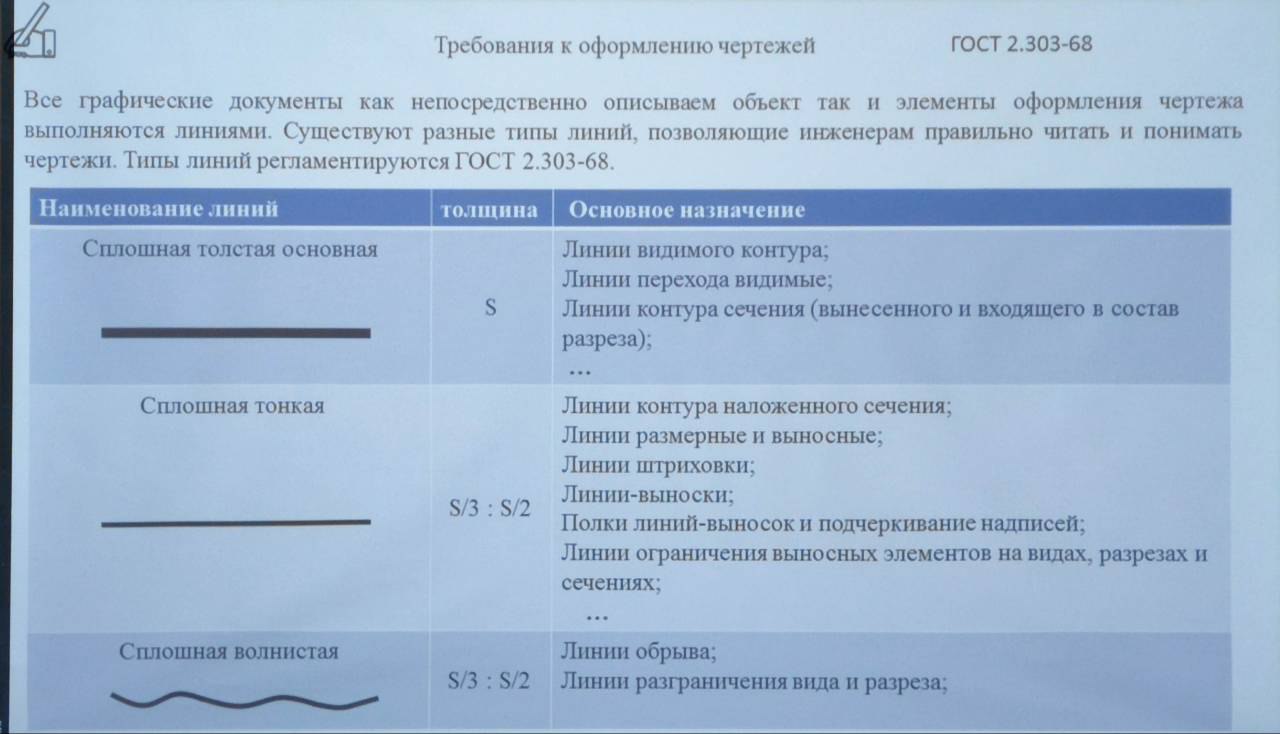 Требования к оформлению чертежей
ГОСТ 2.303-68
Все графические документы как непосредственно описываем объект так и элементы оформления чертежа
выполняются линиями. Существуют разные типы линий, позволяющие инженерам правильно читать и понимать
чертежи. Типы линий регламентируются ГОСТ 2.303-68.
Наименование линий
толщина
Основное назначение
Сплошная толстая основная
S
Линии видимого контура;
Линии перехода видимые;
Линии контура сечения (вынесенного и входящего в состав
разреза);
...
Сплошная тонкая
S/3 : S/2
Линии контура наложенного сечения;
Линии размерные и выносные;
Линии штриховки;
Линии-выноски;
Полки линий-выносок и подчеркивание надписей;
Линии ограничения выносных элементов на видах, разрезах и
сечениях;
...
Сплошная волнистая
S/3 : S/2
Линии обрыва;
Линии разграничения вида и разреза;